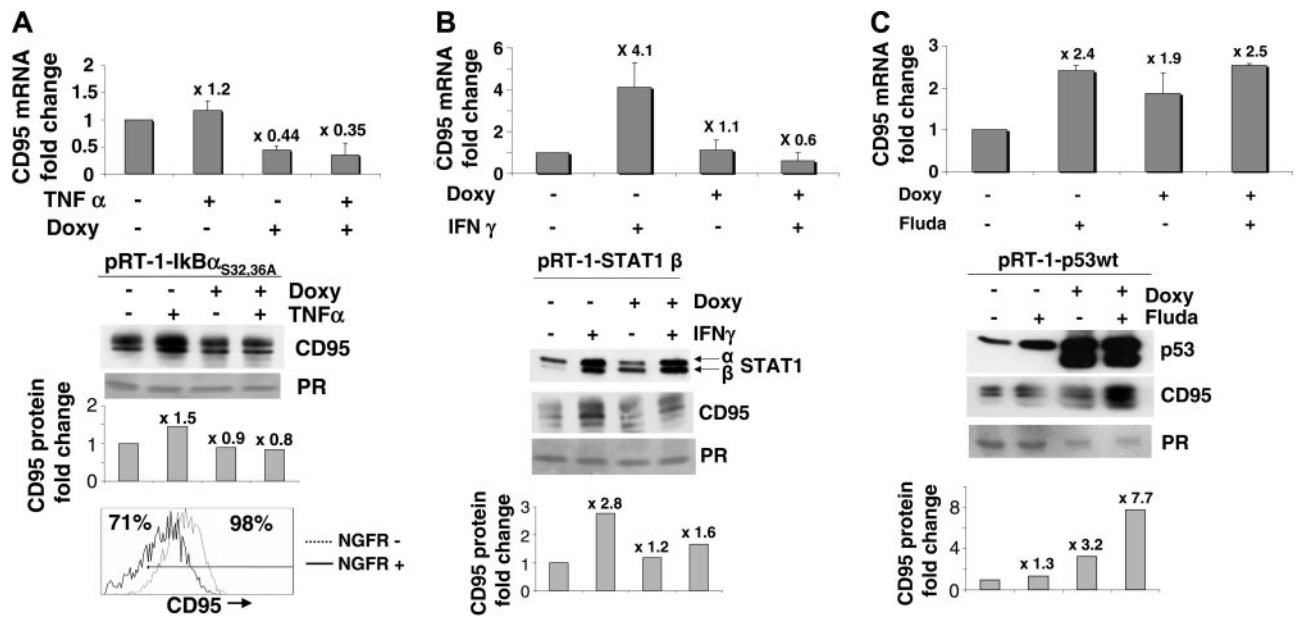 A
CD95 mRNA
fold change
2
1.5
1
0.5
0
x 1.2
x 0.44
x 0.35
TNF α - + - +
Doxy - - + +
pRT-1-IkBαS32,36A
- - + + Doxy
- + - + TNFα
CD95
PR
CD95 protein
fold change
2
1
0
x 1.5
x 0.9
x 0.8
71% 98%
NGFR -
NGFR +
CD95
B
CD95 mRNA
fold change
6
4
2
0
X 4.1
X 1.1
X 0.6
Doxy - - + +
IFN γ - + - +
pRT-1-STAT1 β
- - + + Doxy
- + - + IFNγ
α
β
STAT1
CD95
PR
CD95 protein
fold change
3
2
1
0
x 2.8
x 1.2
x 1.6
C
CD95 mRNA
fold change
3
2
1
0
x 2.4
x 1.9
x 2.5
Doxy - - + +
Fluda - + - +
pRT-1-p53wt
- - + + Doxy
- + - + Fluda
p53
CD95
PR
CD95 protein
fold change
8
4
0
x 1.3
x 3.2
x 7.7